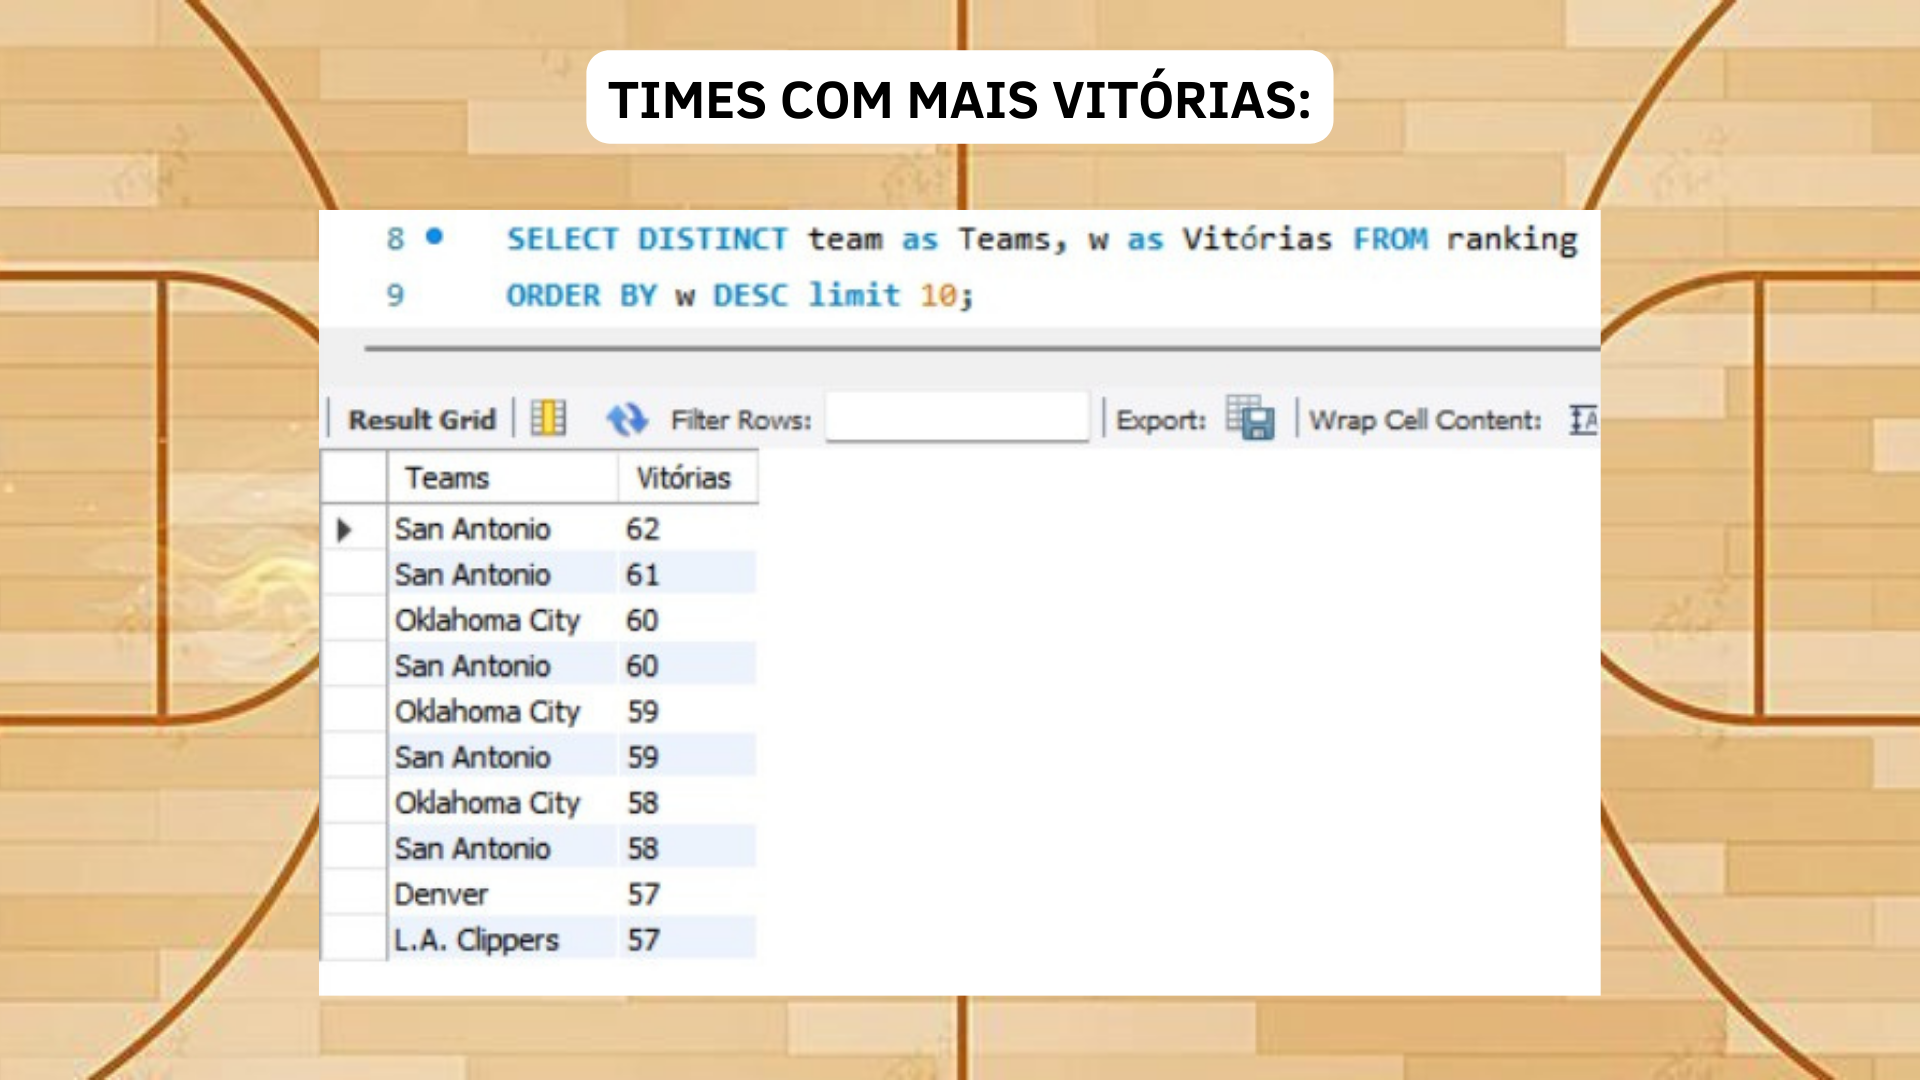 TIMES COM MAIS VITÓRIAS:
8 SELECT DISTINCT team as Teams, w as Vitórias FROM ranking
9 ORDER BY w DESC limit 10;
Result Grid Filter Rows: Export: Wrap Cell Content:
Teams Vitórias
San Antonio 62
San Antonio 61
Oklahoma City 60
San Antonio 60
Oklahoma City 59
San Antonio 59
Oklahoma City 58
San Antonio 58
Denver 57
L.A. Clippers 57